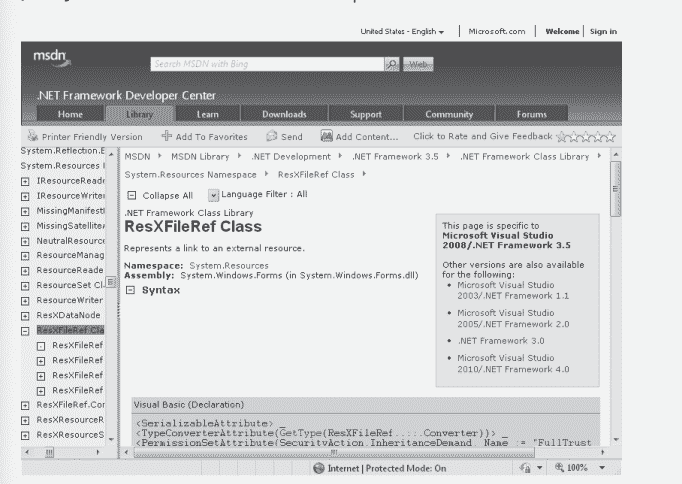 United States - English
Microsoft.com
Welcome
Sign in
msdn
Search MSDN with Bing
Web
.NET Framework Developer Center
Home
Library
Learn
Downloads
Support
Community
Forums
Printer Friendly Version
Add To Favorites
Send
Add Content...
Click to Rate and Give Feedback
System.Reflection.E
System.Resources
IResourceReade
IResourceWriter
MissingManifestl
MissingSatellite
NeutralResource
ResourceManag
ResourceReade
ResourceSet Cl
ResourceWriter
ResXDataNode
ResXFileRef Cla
ResXFileRef
ResXFileRef
ResXFileRef
ResXFileRef
ResXFileRef.Cor
ResXResourceR
ResXResourceS
MSDN MSDN Library .NET Development .NET Framework 3.5 .NET Framework Class Library
System.Resources Namespace ResXFileRef Class
Collapse All
Language Filter : All
.NET Framework Class Library
ResXFileRef Class
Represents a link to an external resource.
Namespace: System.Resources
Assembly: System.Windows.Forms (in System.Windows.Forms.dll)
Syntax
This page is specific to
Microsoft Visual Studio
2008/.NET Framework 3.5
Other versions are also available
for the following:
• Microsoft Visual Studio
2003/.NET Framework 1.1
• Microsoft Visual Studio
2005/.NET Framework 2.0
• .NET Framework 3.0
• Microsoft Visual Studio
2010/.NET Framework 4.0
Visual Basic (Declaration)
<SerializableAttribute> _
<TypeConverterAttribute(GetType(ResXFileRef..::..Converter))> _
<PermissionSetAttribute(SecurityAction.InheritanceDemand, Name := "FullTrust
Internet | Protected Mode: On
100%